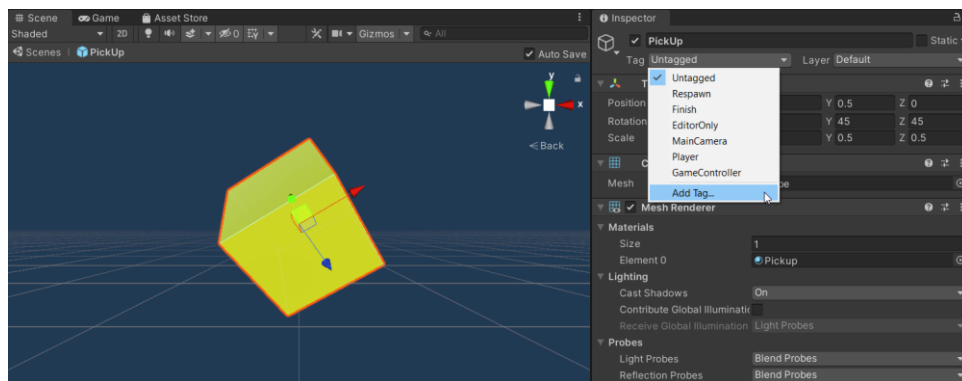 Scene Game Asset Store
Shaded 2D 0 Gizmos All
Scenes PickUp Auto Save
y
x
Back
Inspector
PickUp Static
Tag Untagged Layer Default
Untagged
Respawn
Finish
EditorOnly
MainCamera
Player
GameController
Add Tag...
T
Position Y 0.5 Z 0
Rotation Y 45 Z 45
Scale Y 0.5 Z 0.5
C
Mesh be
Mesh Renderer
Materials
Size 1
Element 0 Pickup
Lighting
Cast Shadows On
Contribute Global Illuminatic
Receive Global Illumination Light Probes
Probes
Light Probes Blend Probes
Reflection Probes Blend Probes